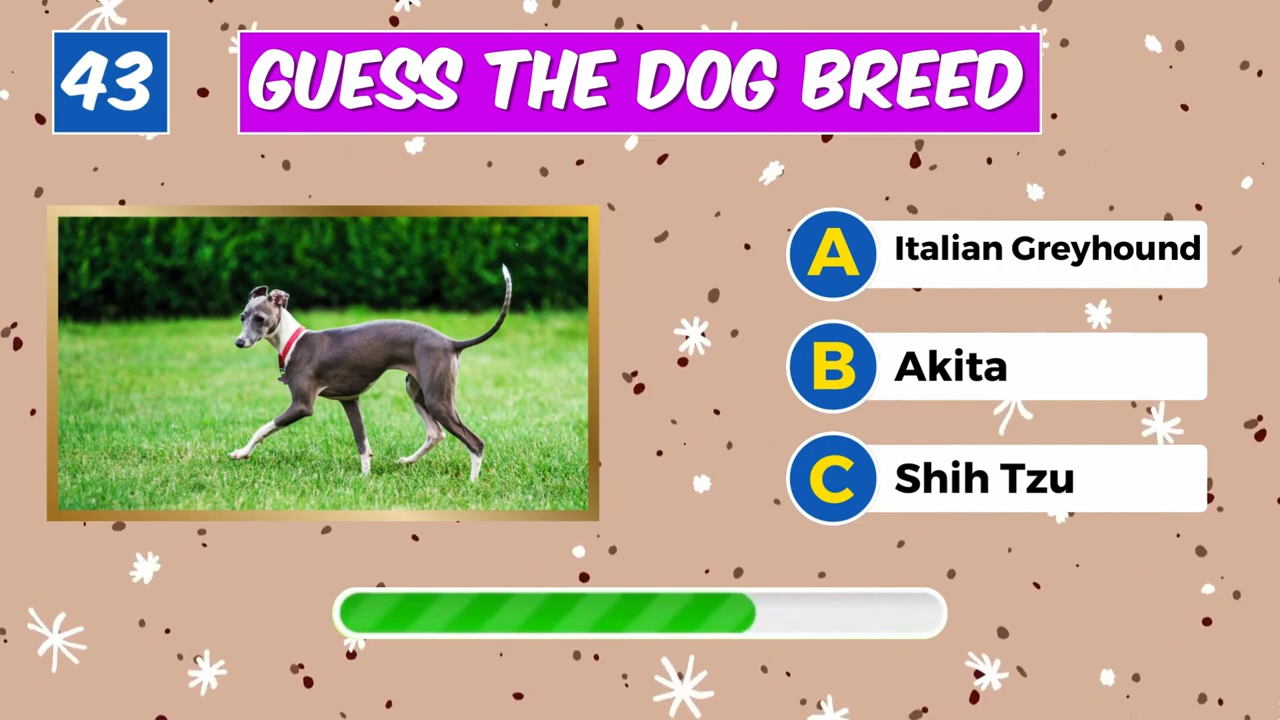 43
GUESS THE DOG BREED
A Italian Greyhound
B Akita
C Shih Tzu